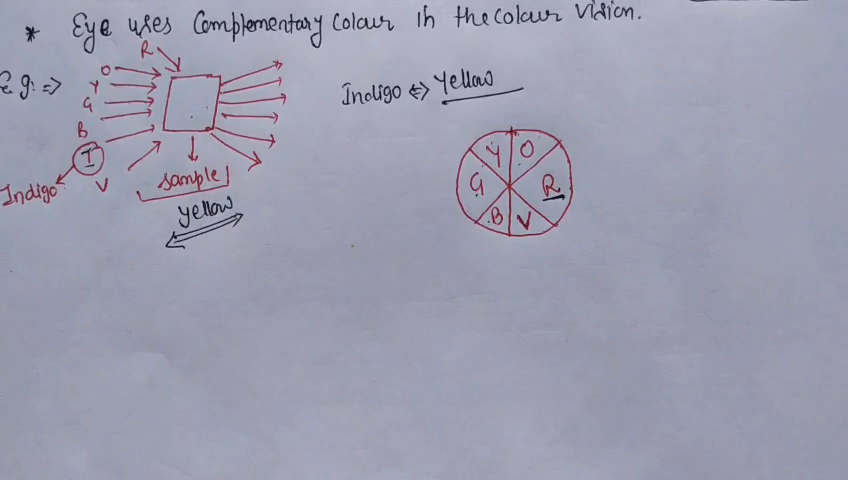 * Eye uses Complementary Colour in the colour vision.
R
E.g. => O
Y
G
B
I
V
Indigo
sample
yellow
Indigo <=> Yellow
Y O
G R
B V